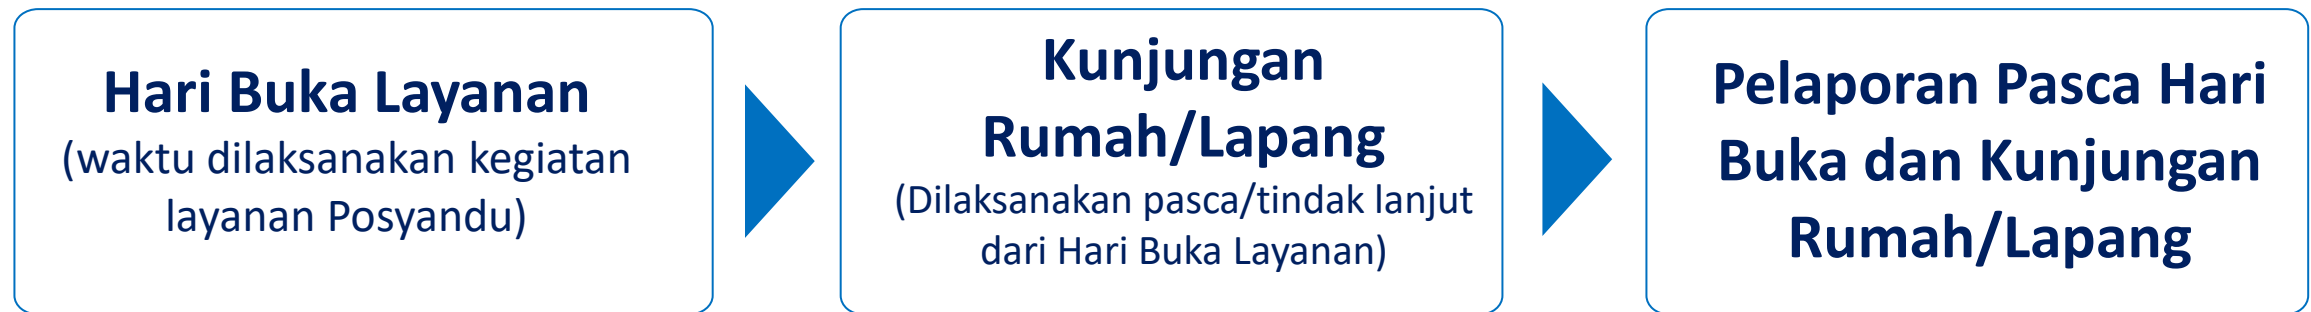 Hari Buka Layanan
(waktu dilaksanakan kegiatan
layanan Posyandu)
Kunjungan
Rumah/Lapang
(Dilaksanakan pasca/tindak lanjut
dari Hari Buka Layanan)
Pelaporan Pasca Hari
Buka dan Kunjungan
Rumah/Lapang